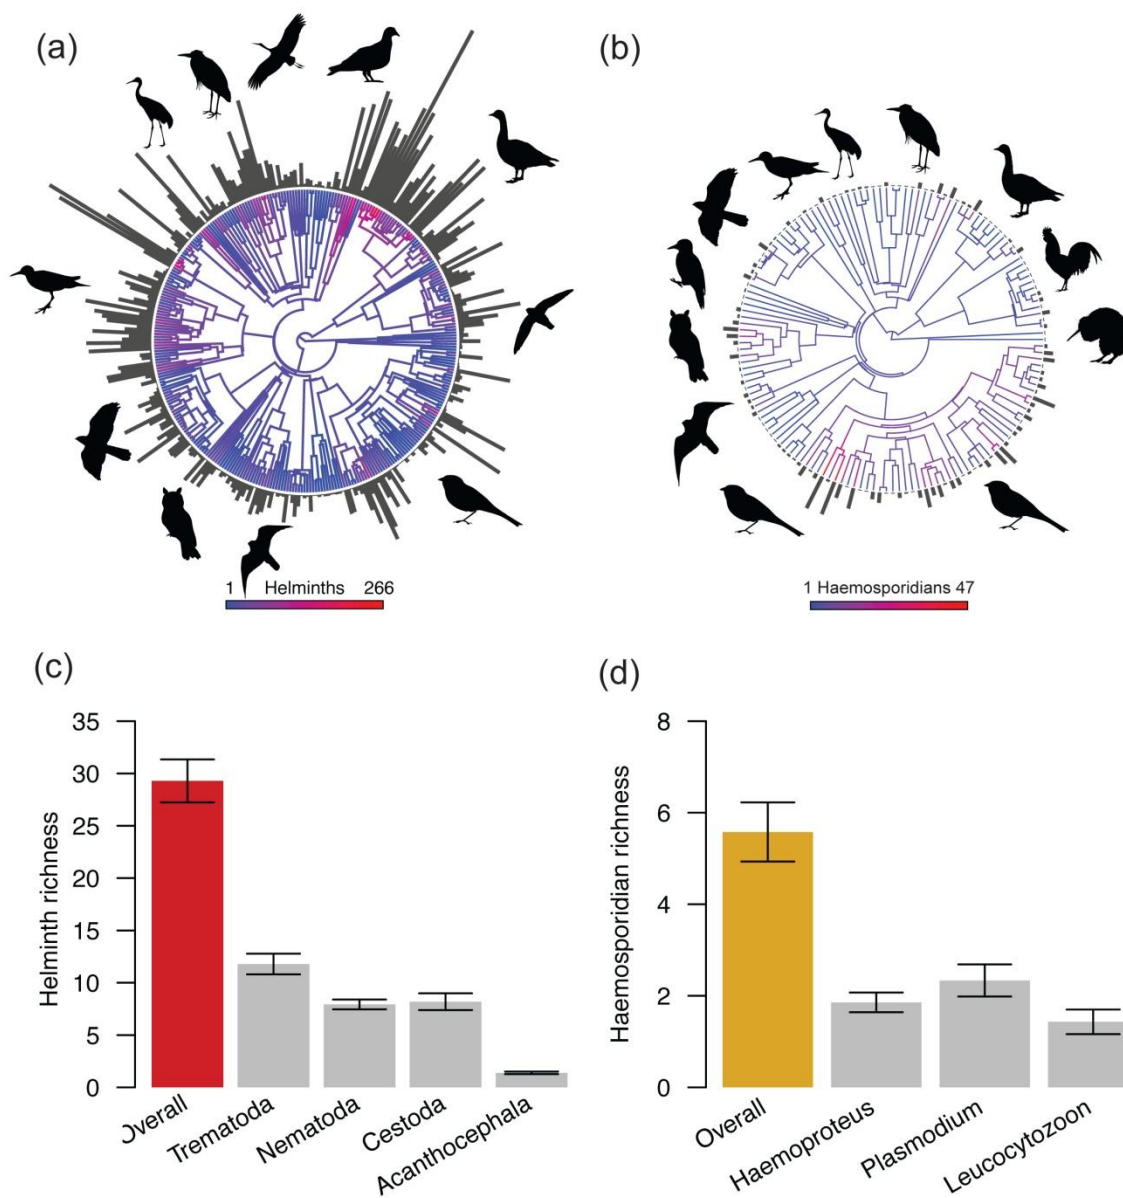 (a)
(b)
1 Helminths 266
1 Haemosporidians 47
(c)
(d)
Helminth richness
35
30
25
20
15
10
5
0
Overall
Trematoda
Nematoda
Cestoda
Acanthocephala
Haemosporidian richness
8
6
4
2
0
Overall
Haemoproteus
Plasmodium
Leucocytozoon